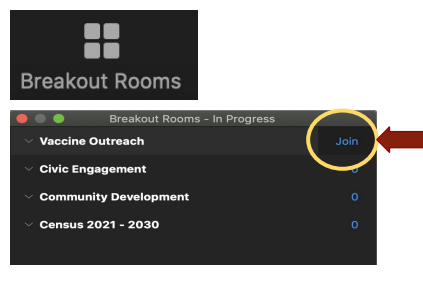 Breakout Rooms
Breakout Rooms - In Progress
Vaccine Outreach Join
Civic Engagement 0
Community Development 0
Census 2021 - 2030 0